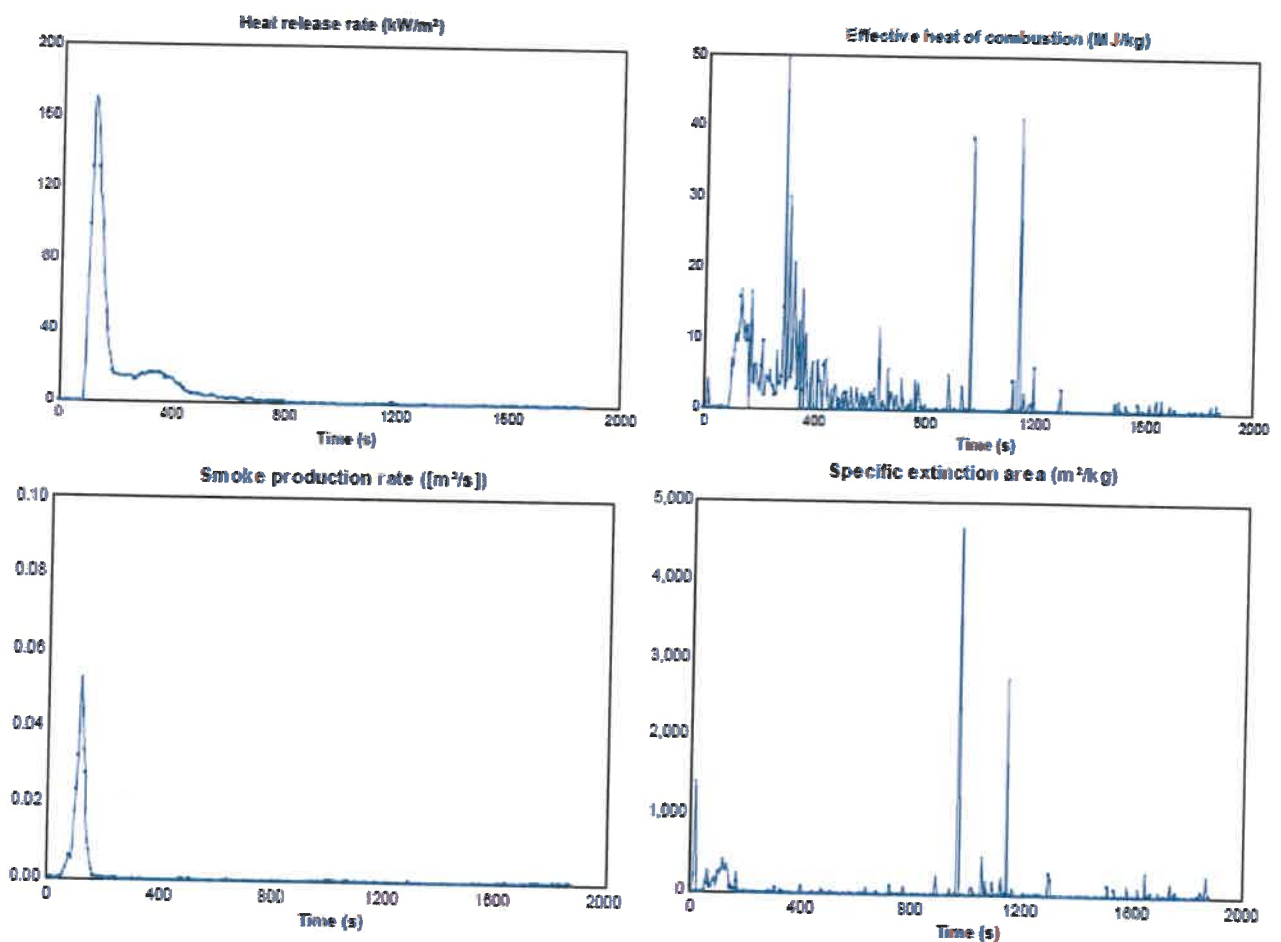 Heat release rate (kW/m²)
200
160
120
80
40
0
0 400 800 1200 1600 2000
Time (s)
Effective heat of combustion (MJ/kg)
50
40
30
20
10
0
0 400 800 1200 1600 2000
Time (s)
Smoke production rate ([m²/s])
0.10
0.08
0.06
0.04
0.02
0.00
0 400 800 1200 1600 2000
Time (s)
Specific extinction area (m²/kg)
5,000
4,000
3,000
2,000
1,000
0
0 400 800 1200 1600 2000
Time (s)